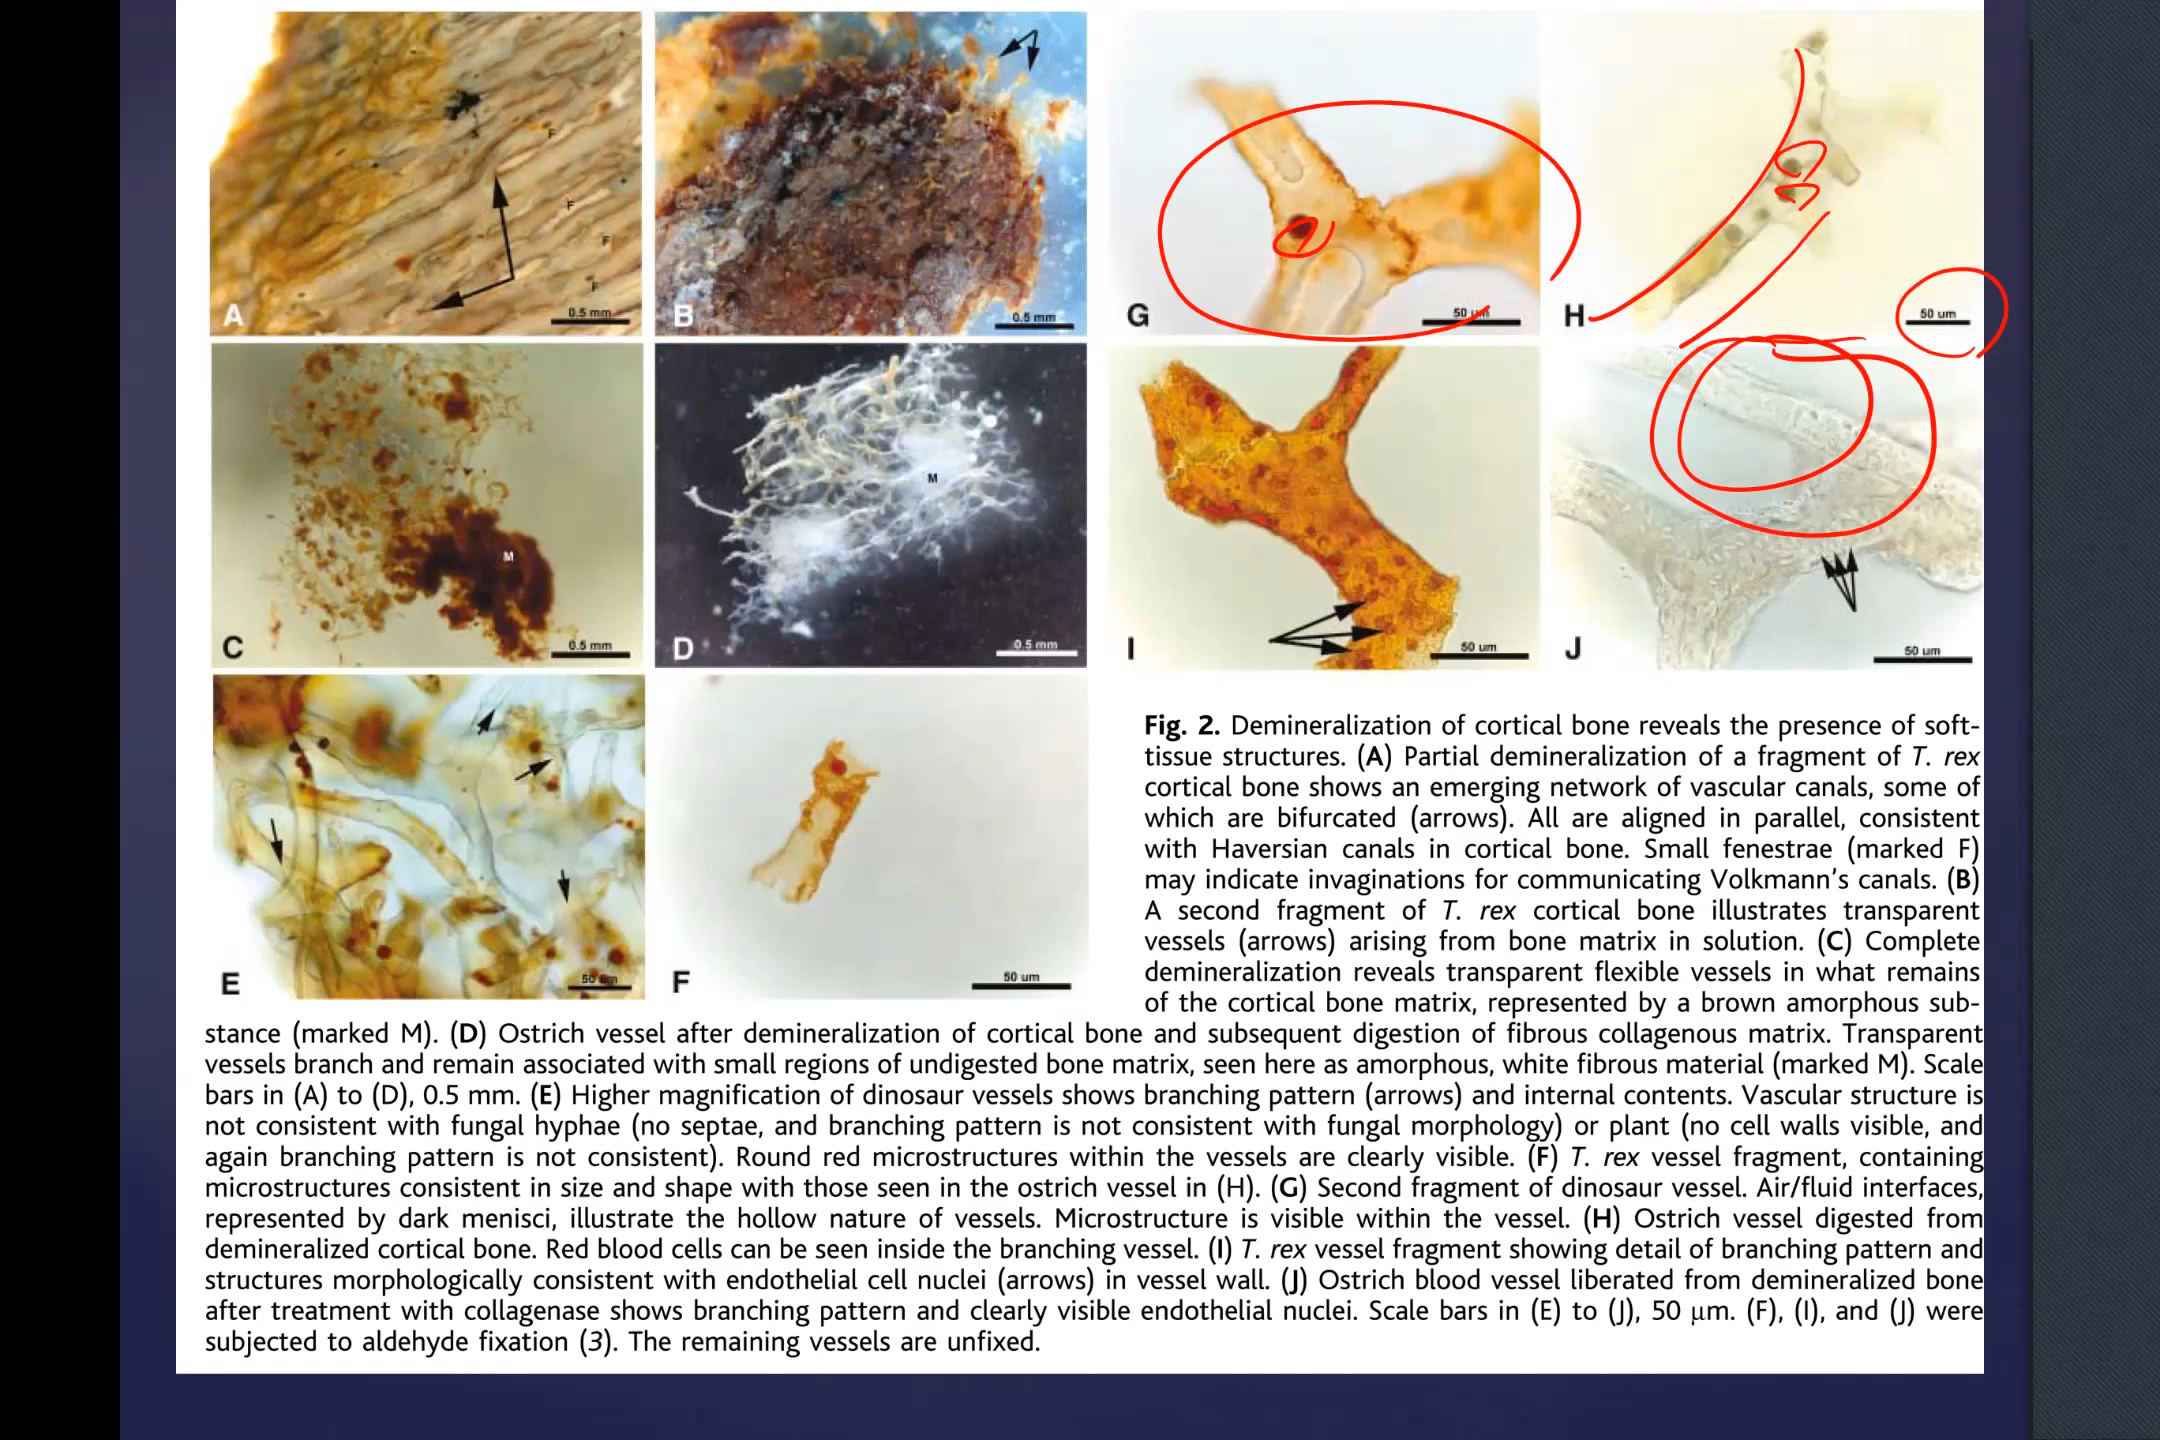 F
F
F
F
A
0.5 mm
B
0.5 mm
G
50 um
H
50 um
M
C
0.5 mm
M
D
0.5 mm
I
50 um
J
50 um
E
50 um
F
50 um
Fig. 2. Demineralization of cortical bone reveals the presence of soft-
tissue structures. (A) Partial demineralization of a fragment of T. rex
cortical bone shows an emerging network of vascular canals, some of
which are bifurcated (arrows). All are aligned in parallel, consistent
with Haversian canals in cortical bone. Small fenestrae (marked F)
may indicate invaginations for communicating Volkmann's canals. (B)
A second fragment of T. rex cortical bone illustrates transparent
vessels (arrows) arising from bone matrix in solution. (C) Complete
demineralization reveals transparent flexible vessels in what remains
of the cortical bone matrix, represented by a brown amorphous sub-
stance (marked M). (D) Ostrich vessel after demineralization of cortical bone and subsequent digestion of fibrous collagenous matrix. Transparent
vessels branch and remain associated with small regions of undigested bone matrix, seen here as amorphous, white fibrous material (marked M). Scale
bars in (A) to (D), 0.5 mm. (E) Higher magnification of dinosaur vessels shows branching pattern (arrows) and internal contents. Vascular structure is
not consistent with fungal hyphae (no septae, and branching pattern is not consistent with fungal morphology) or plant (no cell walls visible, and
again branching pattern is not consistent). Round red microstructures within the vessels are clearly visible. (F) T. rex vessel fragment, containing
microstructures consistent in size and shape with those seen in the ostrich vessel in (H). (G) Second fragment of dinosaur vessel. Air/fluid interfaces,
represented by dark menisci, illustrate the hollow nature of vessels. Microstructure is visible within the vessel. (H) Ostrich vessel digested from
demineralized cortical bone. Red blood cells can be seen inside the branching vessel. (I) T. rex vessel fragment showing detail of branching pattern and
structures morphologically consistent with endothelial cell nuclei (arrows) in vessel wall. (J) Ostrich blood vessel liberated from demineralized bone
after treatment with collagenase shows branching pattern and clearly visible endothelial nuclei. Scale bars in (E) to (J), 50 μm. (F), (I), and (J) were
subjected to aldehyde fixation (3). The remaining vessels are unfixed.